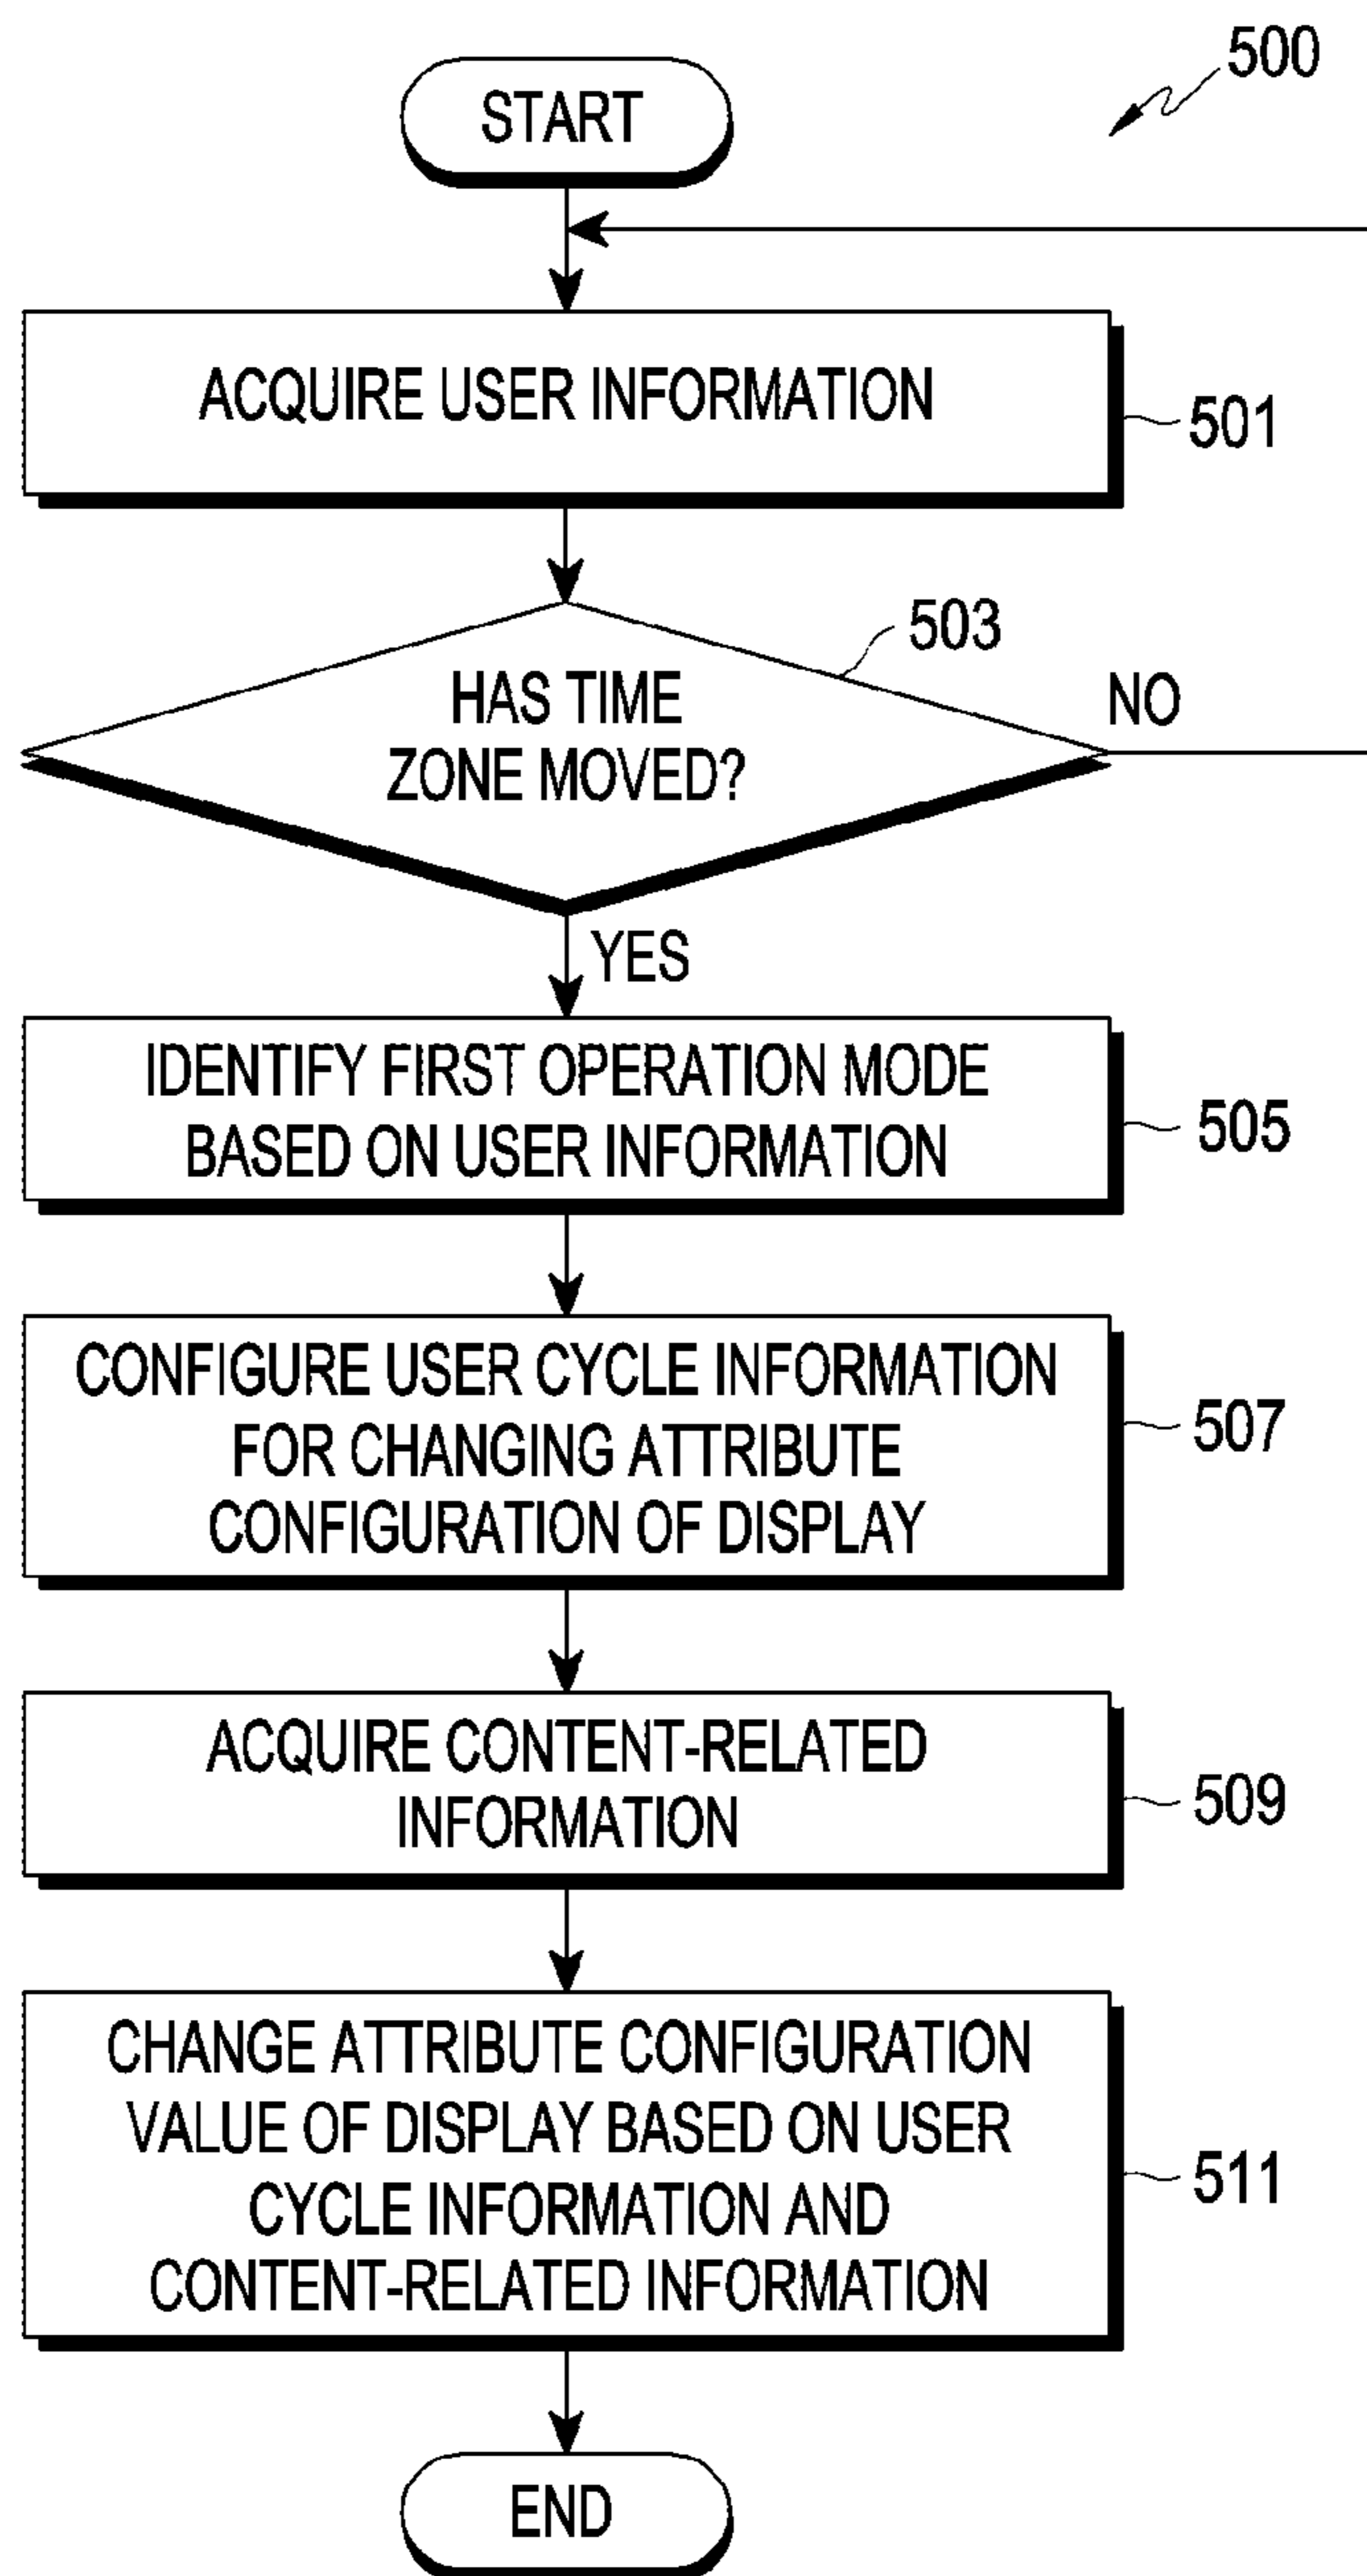 500
START
ACQUIRE USER INFORMATION
501
503
HAS TIME
ZONE MOVED?
NO
YES
IDENTIFY FIRST OPERATION MODE
BASED ON USER INFORMATION
505
CONFIGURE USER CYCLE INFORMATION
FOR CHANGING ATTRIBUTE
CONFIGURATION OF DISPLAY
507
ACQUIRE CONTENT-RELATED
INFORMATION
509
CHANGE ATTRIBUTE CONFIGURATION
VALUE OF DISPLAY BASED ON USER
CYCLE INFORMATION AND
CONTENT-RELATED INFORMATION
511
END